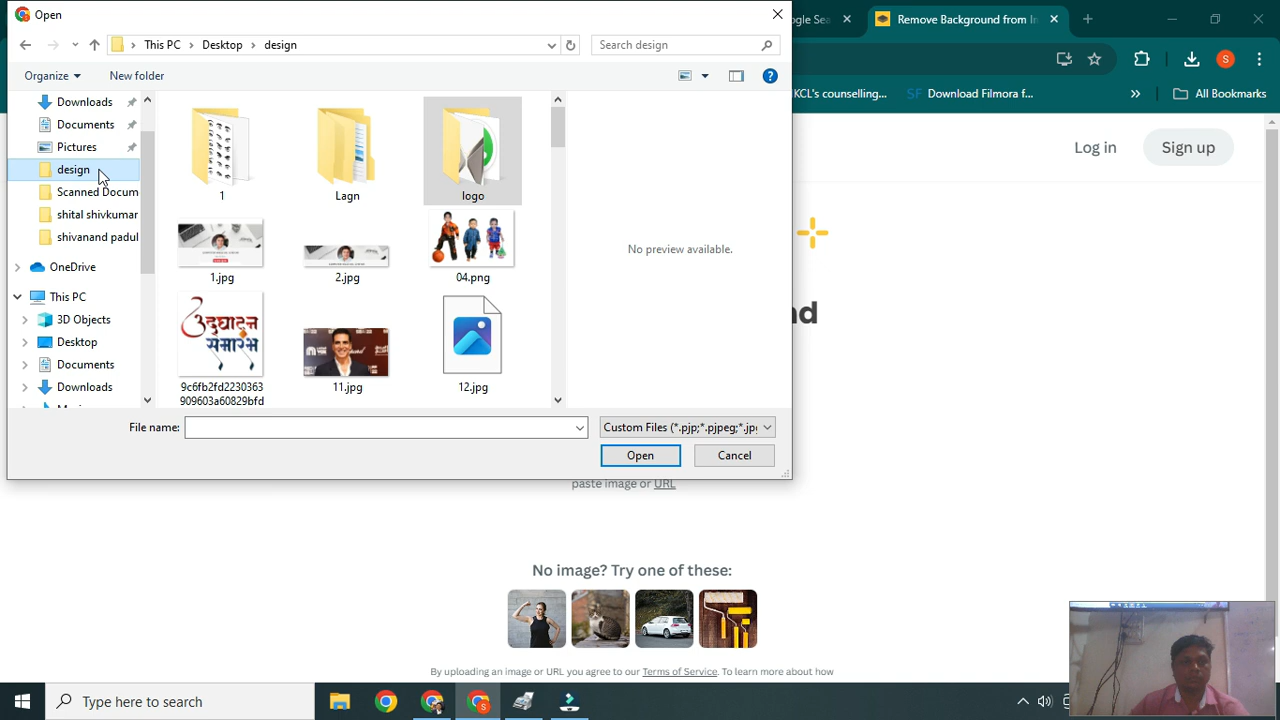 Open
ogle Sea
Remove Background from In
This PC
Desktop
design
Search design
Organize
New folder
KCL's counselling...
Download Filmora f...
All Bookmarks
S
Downloads
Documents
Pictures
design
Scanned Docum
shital shivkumar
shivanand padul
OneDrive
This PC
3D Objects
Desktop
Documents
Downloads
1
Lagn
logo
1.jpg
2.jpg
04.png
उद्घाटन
समारंभ
9c6fb2fd2230363
909603a60829bfd
11.jpg
12.jpg
No preview available.
Log in
Sign up
nd
File name:
Custom Files (*.pjp;*.pjpeg;*.jpg
Open
Cancel
paste image or URL
No image? Try one of these:
By uploading an image or URL you agree to our Terms of Service. To learn more about how
Type here to search